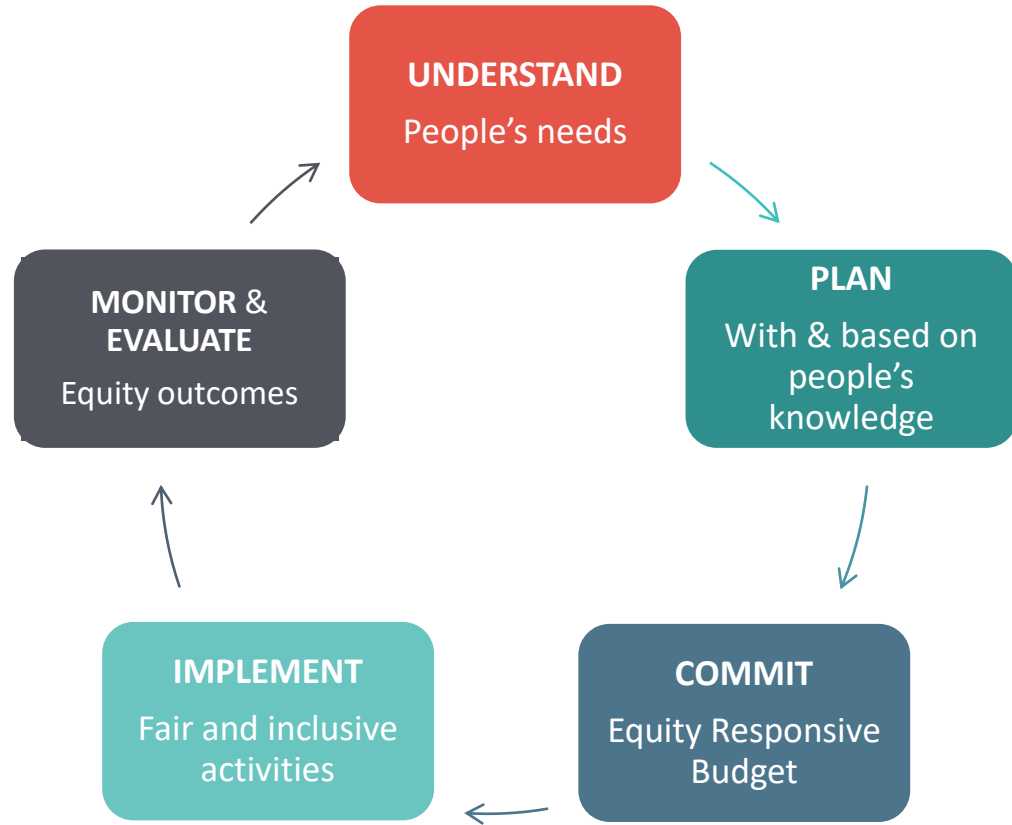 UNDERSTAND
People’s needs
PLAN
With & based on
people’s
knowledge
COMMIT
Equity Responsive
Budget
IMPLEMENT
Fair and inclusive
activities
MONITOR &
EVALUATE
Equity outcomes